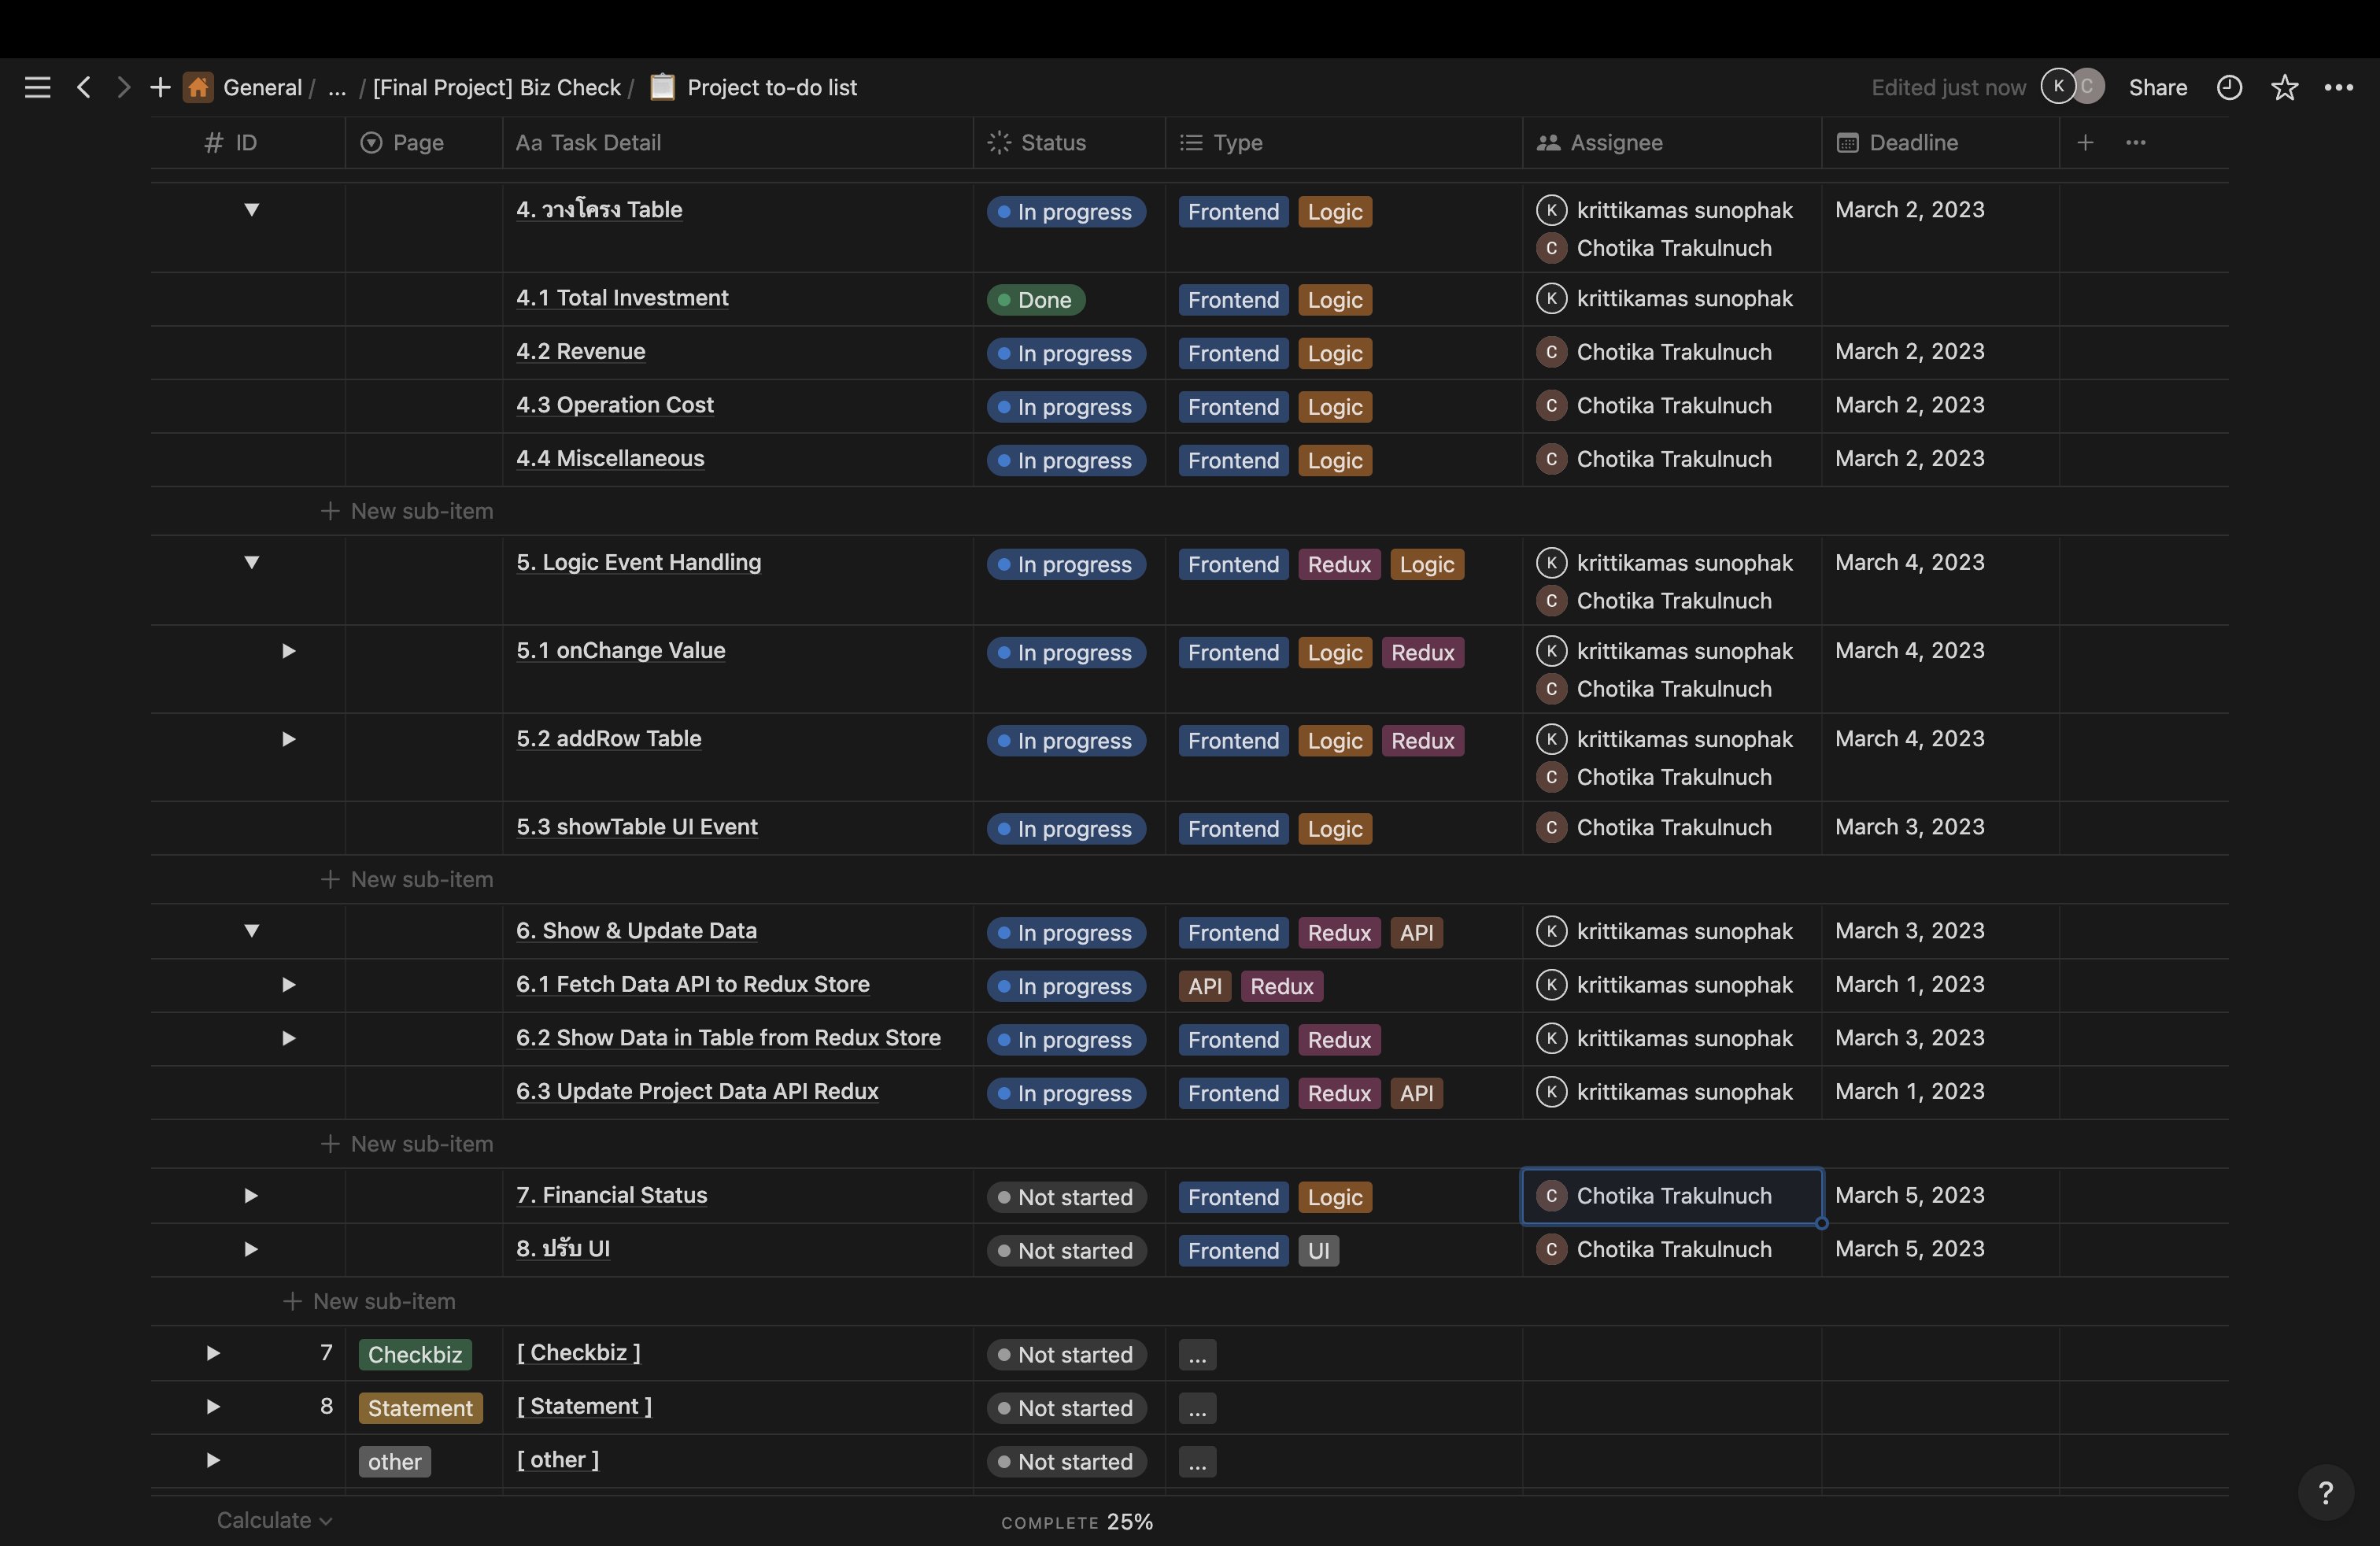 General / ... / [Final Project] Biz Check / Project to-do list Edited just now K C Share
# ID Page Aa Task Detail Status Type Assignee Deadline
4. วางโครง Table In progress Frontend Logic K krittikamas sunophak March 2, 2023
C Chotika Trakulnuch
4.1 Total Investment Done Frontend Logic K krittikamas sunophak
4.2 Revenue In progress Frontend Logic C Chotika Trakulnuch March 2, 2023
4.3 Operation Cost In progress Frontend Logic C Chotika Trakulnuch March 2, 2023
4.4 Miscellaneous In progress Frontend Logic C Chotika Trakulnuch March 2, 2023
+ New sub-item
5. Logic Event Handling In progress Frontend Redux Logic K krittikamas sunophak March 4, 2023
C Chotika Trakulnuch
5.1 onChange Value In progress Frontend Logic Redux K krittikamas sunophak March 4, 2023
C Chotika Trakulnuch
5.2 addRow Table In progress Frontend Logic Redux K krittikamas sunophak March 4, 2023
C Chotika Trakulnuch
5.3 showTable UI Event In progress Frontend Logic C Chotika Trakulnuch March 3, 2023
+ New sub-item
6. Show & Update Data In progress Frontend Redux API K krittikamas sunophak March 3, 2023
6.1 Fetch Data API to Redux Store In progress API Redux K krittikamas sunophak March 1, 2023
6.2 Show Data in Table from Redux Store In progress Frontend Redux K krittikamas sunophak March 3, 2023
6.3 Update Project Data API Redux In progress Frontend Redux API K krittikamas sunophak March 1, 2023
+ New sub-item
7. Financial Status Not started Frontend Logic C Chotika Trakulnuch March 5, 2023
8. ปรับ UI Not started Frontend UI C Chotika Trakulnuch March 5, 2023
+ New sub-item
7 Checkbiz [ Checkbiz ] Not started ...
8 Statement [ Statement ] Not started ...
other [ other ] Not started ...
Calculate COMPLETE 25%
?